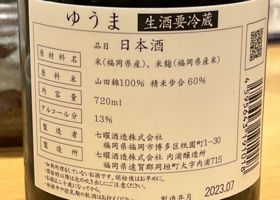 ゆうま 生酒要冷蔵
品目 日本酒
原材料名 米(福岡県産)、米麹(福岡県産米)
原料米 山田錦100% 精米歩合 60%
内容量 720ml
アルコール分 13%
製造者 七曜酒造株式会社
福岡県福岡市博多区祇園町1-30
製造所 七曜酒造株式会社 内浦醸造所
福岡県遠賀郡岡垣町大字内浦715
製造年月 2023.07